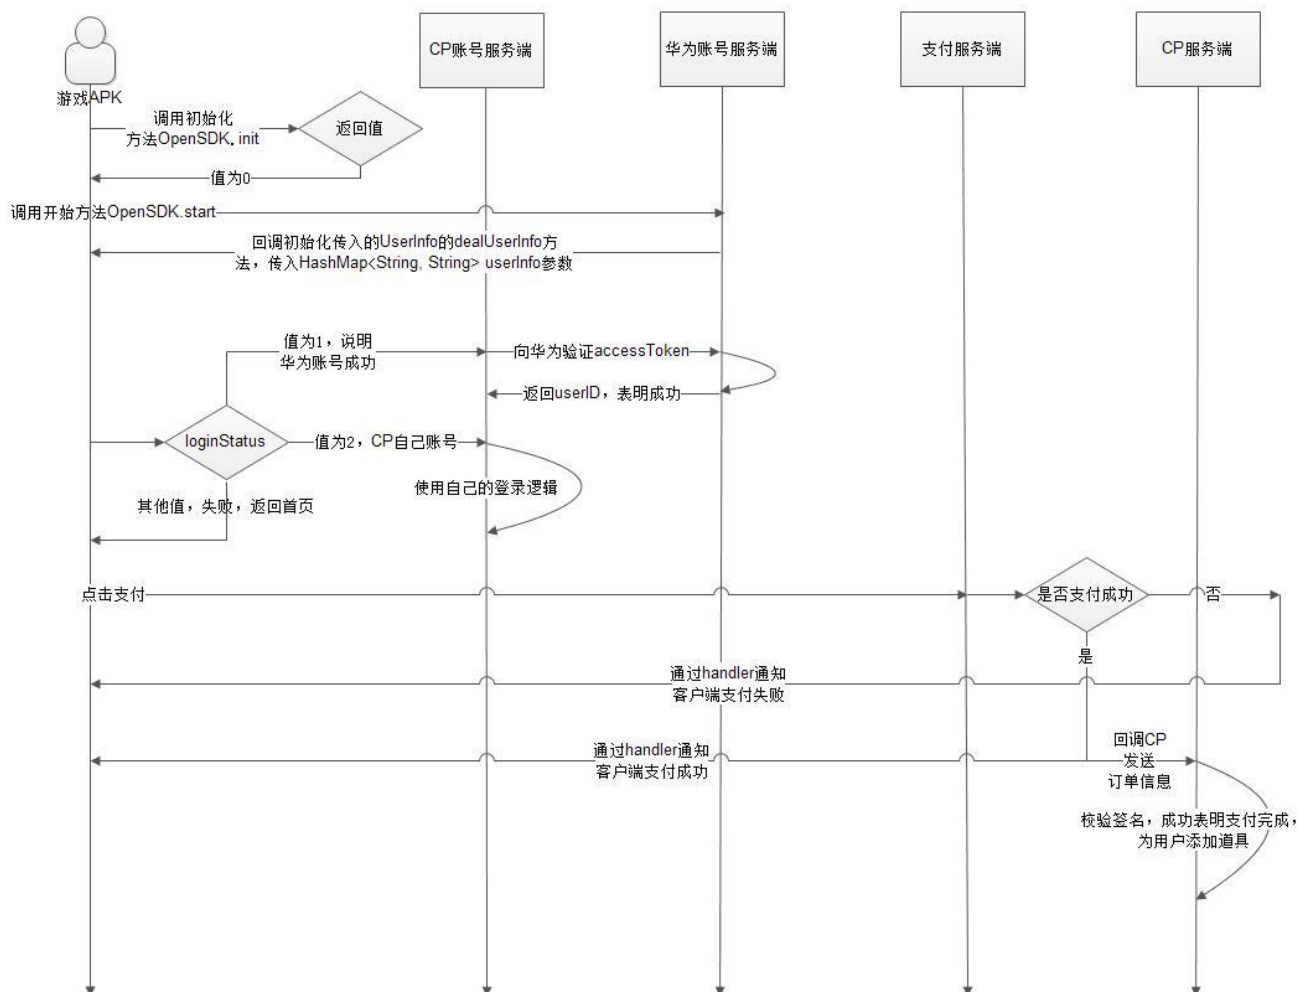 CP账号服务端
华为账号服务端
支付服务端
CP服务端
游戏APK
调用初始化
方法OpenSDK.init
返回值
值为0
调用开始方法OpenSDK.start
回调初始化传入的UserInfo的dealUserInfo方
法，传入HashMap<String, String> userInfo参数
值为1，说明
华为账号成功
向华为验证accessToken
返回userID，表明成功
loginStatus
值为2，CP自己账号
使用自己的登录逻辑
其他值，失败，返回首页
点击支付
是否支付成功
否
是
通过handler通知
客户端支付失败
通过handler通知
客户端支付成功
回调CP
发送
订单信息
校验签名，成功表明支付完成，
为用户添加道具